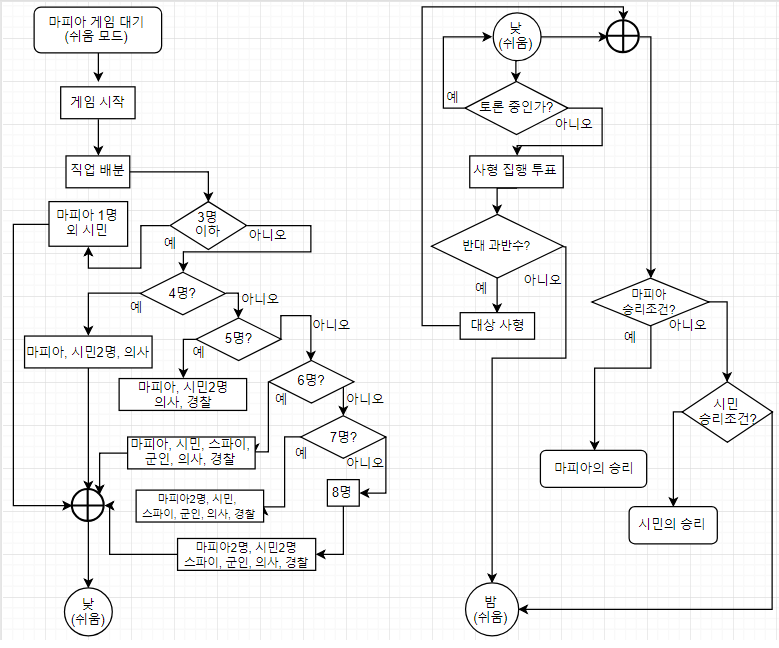 마피아 게임 대기
(쉬움 모드)
게임 시작
직업 배분
3명
이하
예
아니오
마피아 1명
외 시민
4명?
예
아니오
마피아, 시민2명, 의사
5명?
예
아니오
마피아, 시민2명
의사, 경찰
6명?
예
아니오
마피아, 시민, 스파이,
군인, 의사, 경찰
7명?
예
아니오
마피아2명, 시민,
스파이, 군인, 의사, 경찰
8명
마피아2명, 시민2명
스파이, 군인, 의사, 경찰
낮
(쉬움)
낮
(쉬움)
토론 중인가?
예
아니오
사형 집행 투표
반대 과반수?
예
아니오
대상 사형
마피아
승리조건?
예
아니오
마피아의 승리
시민
승리조건?
시민의 승리
밤
(쉬움)